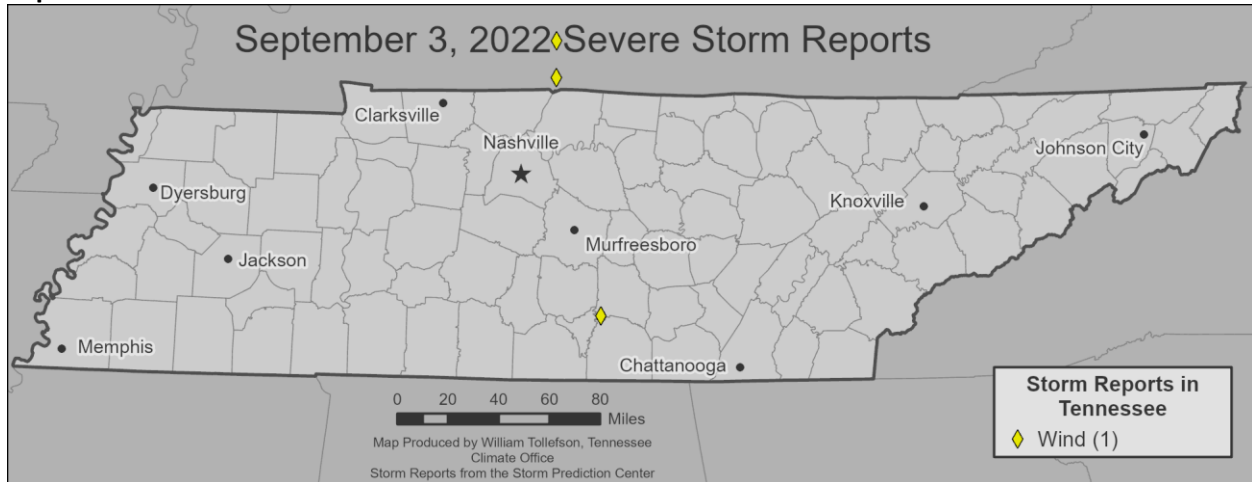 September 3, 2022 Severe Storm Reports
Clarksville
Nashville
Johnson City
Dyersburg
Knoxville
Murfreesboro
Jackson
Memphis
Chattanooga
0 20 40 60 80
Miles
Map Produced by William Tollefson, Tennessee
Climate Office
Storm Reports from the Storm Prediction Center
Storm Reports in
Tennessee
Wind (1)